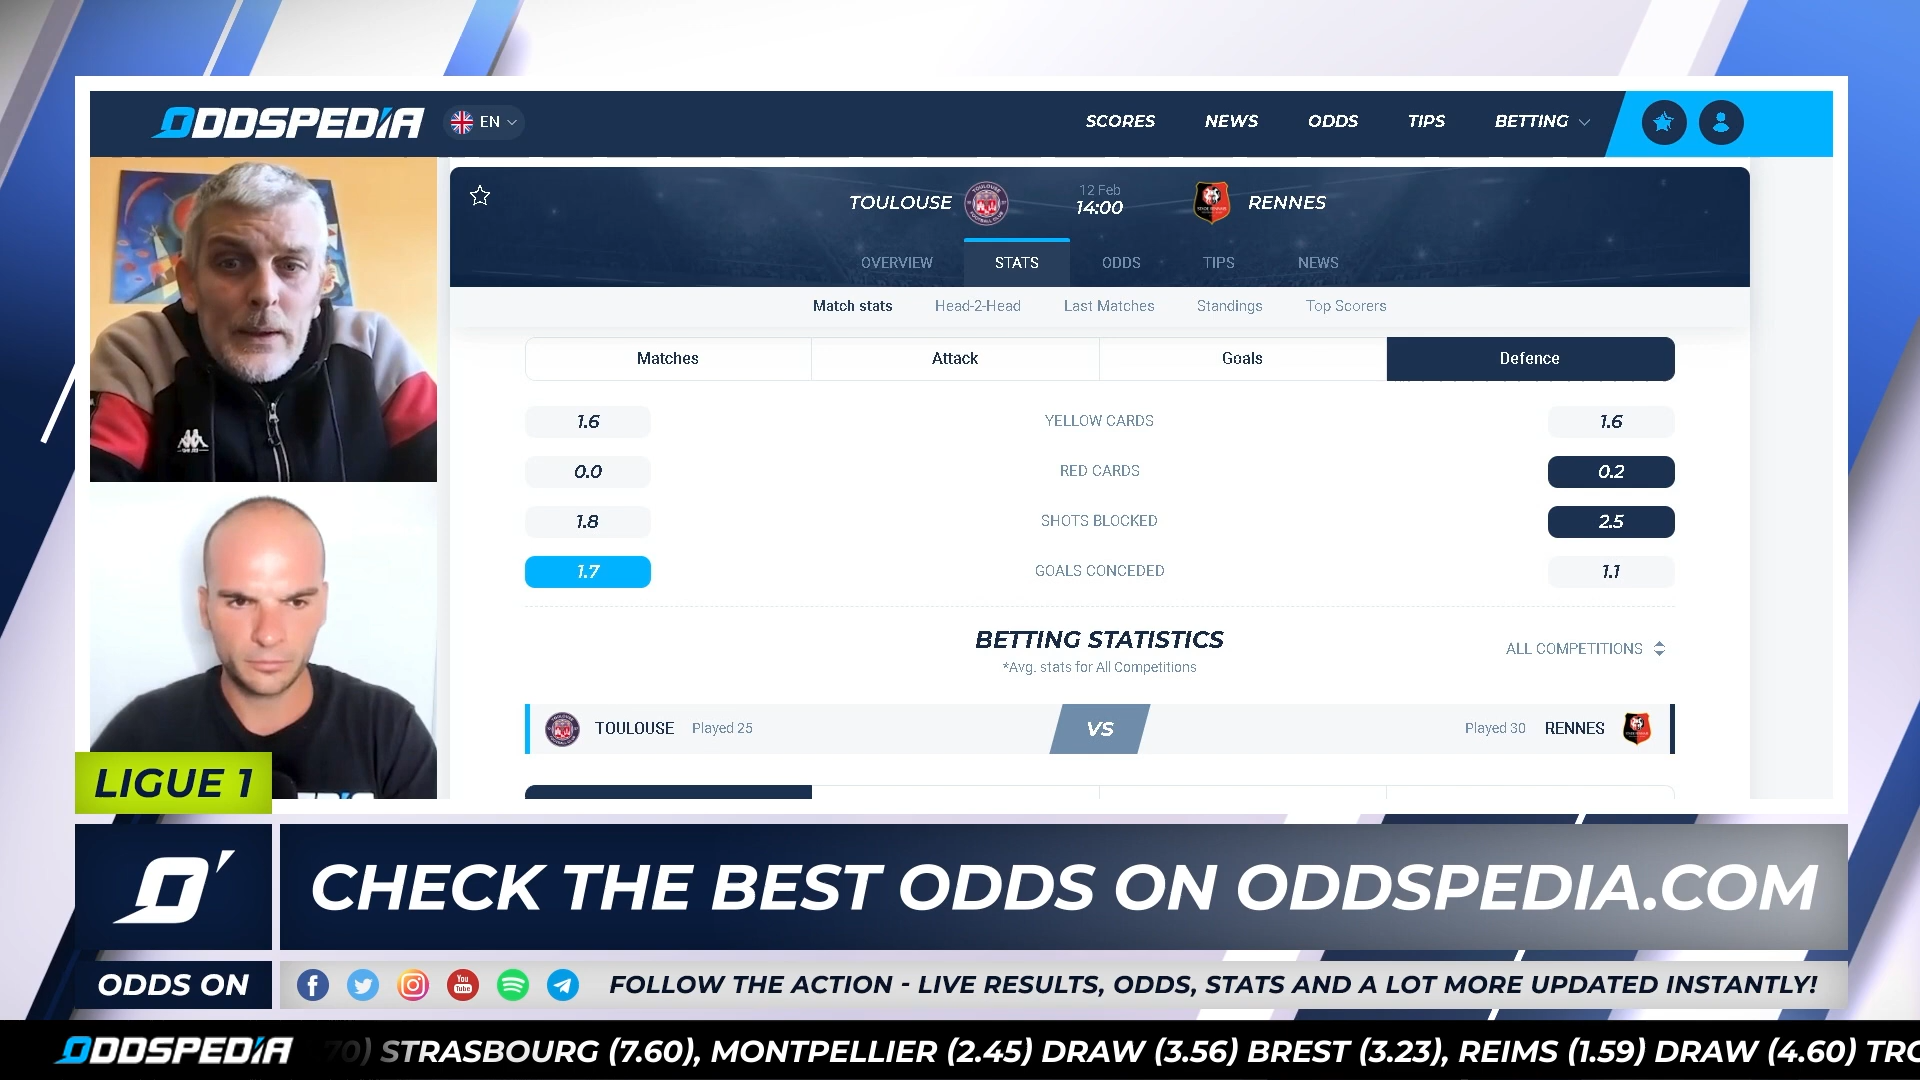 ODDSPEDIA
EN
SCORES NEWS ODDS TIPS BETTING
TOULOUSE 12 Feb 14:00 RENNES
OVERVIEW STATS ODDS TIPS NEWS
Match stats Head-2-Head Last Matches Standings Top Scorers
Matches Attack Goals Defence
1.6 YELLOW CARDS 1.6
0.0 RED CARDS 0.2
1.8 SHOTS BLOCKED 2.5
1.7 GOALS CONCEDED 1.1
BETTING STATISTICS
ALL COMPETITIONS
*Avg. stats for All Competitions
TOULOUSE Played 25 VS Played 30 RENNES
LIGUE 1
CHECK THE BEST ODDS ON ODDSPEDIA.COM
ODDS ON
You Tube
FOLLOW THE ACTION - LIVE RESULTS, ODDS, STATS AND A LOT MORE UPDATED INSTANTLY!
ODDSPEDIA 70) STRASBOURG (7.60), MONTPELLIER (2.45) DRAW (3.56) BREST (3.23), REIMS (1.59) DRAW (4.60) TRO